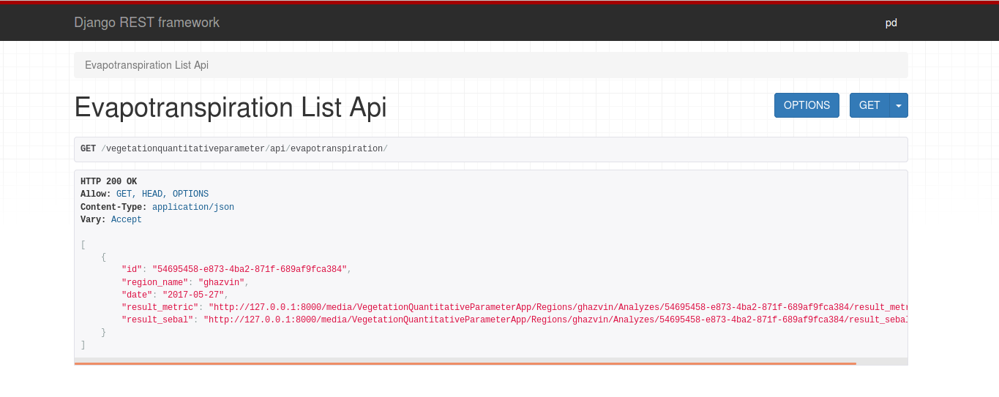 Django REST framework
pd
Evapotranspiration List Api
Evapotranspiration List Api
OPTIONS
GET
GET /vegetationquantitativeparameter/api/evapotranspiration/
HTTP 200 OK
Allow: GET, HEAD, OPTIONS
Content-Type: application/json
Vary: Accept
[
{
"id": "54695458-e873-4ba2-871f-689af9fca384",
"region_name": "ghazvin",
"date": "2017-05-27",
"result_metric": "http://127.0.0.1:8000/media/VegetationQuantitativeParameterApp/Regions/ghazvin/Analyzes/54695458-e873-4ba2-871f-689af9fca384/result_metr
"result_sebal": "http://127.0.0.1:8000/media/VegetationQuantitativeParameterApp/Regions/ghazvin/Analyzes/54695458-e873-4ba2-871f-689af9fca384/result_sebal
}
]